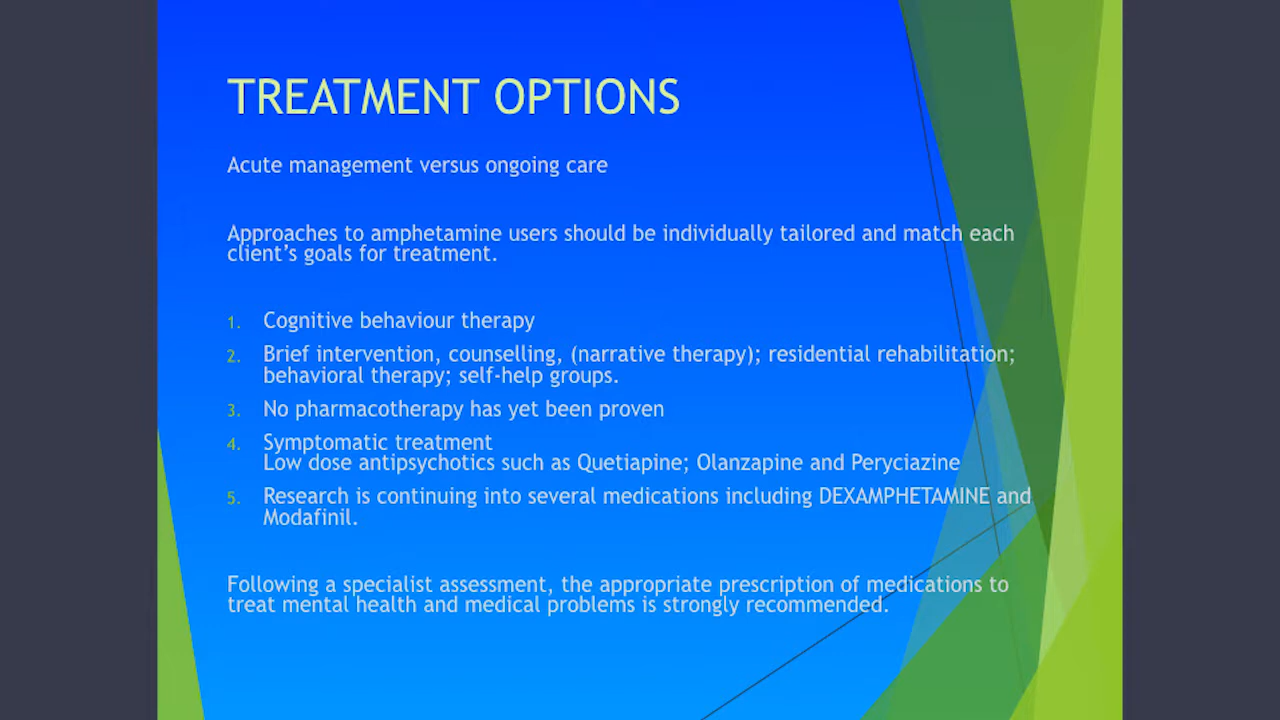 TREATMENT OPTIONS
Acute management versus ongoing care
Approaches to amphetamine users should be individually tailored and match each
client's goals for treatment.
1. Cognitive behaviour therapy
2. Brief intervention, counselling, (narrative therapy); residential rehabilitation;
behavioral therapy; self-help groups.
3. No pharmacotherapy has yet been proven
4. Symptomatic treatment
Low dose antipsychotics such as Quetiapine; Olanzapine and Peryciazine
5. Research is continuing into several medications including DEXAMPHETAMINE and
Modafinil.
Following a specialist assessment, the appropriate prescription of medications to
treat mental health and medical problems is strongly recommended.